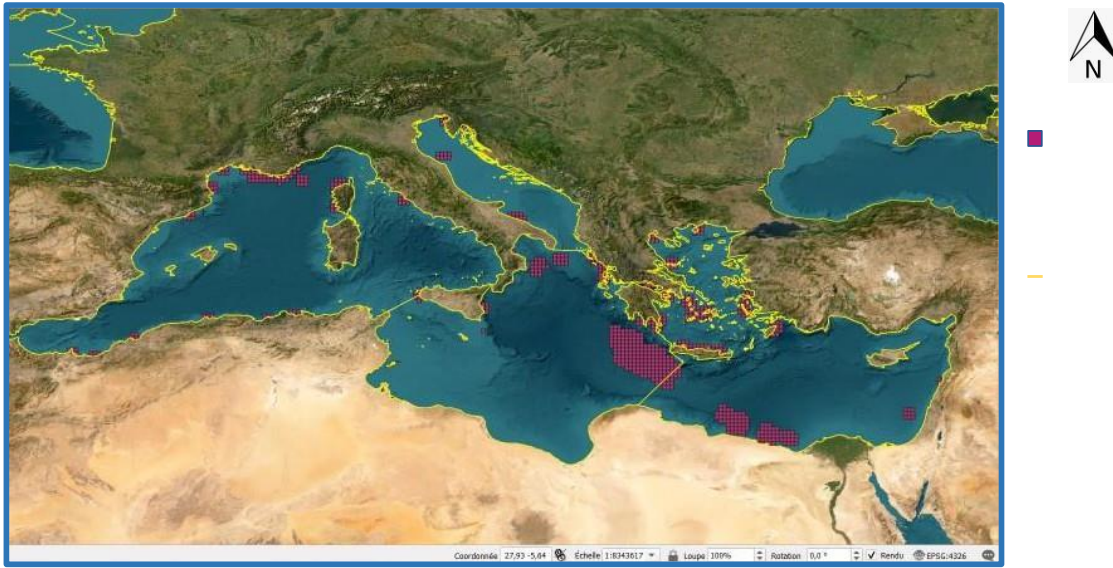 N
Coordonnée 27,93 -5,64 Échelle 1:8343617 Loupe 100% Rotation 0,0 ° Rendu EPSG:4326